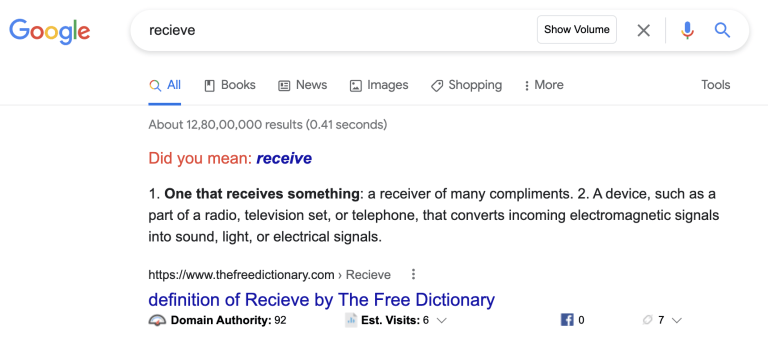 Google
recieve Show Volume
All Books News Images Shopping More Tools
About 12,80,00,000 results (0.41 seconds)
Did you mean: receive
1. One that receives something: a receiver of many compliments. 2. A device, such as a
part of a radio, television set, or telephone, that converts incoming electromagnetic signals
into sound, light, or electrical signals.
https://www.thefreedictionary.com › Recieve
definition of Recieve by The Free Dictionary
Domain Authority: 92 Est. Visits: 6 0 7